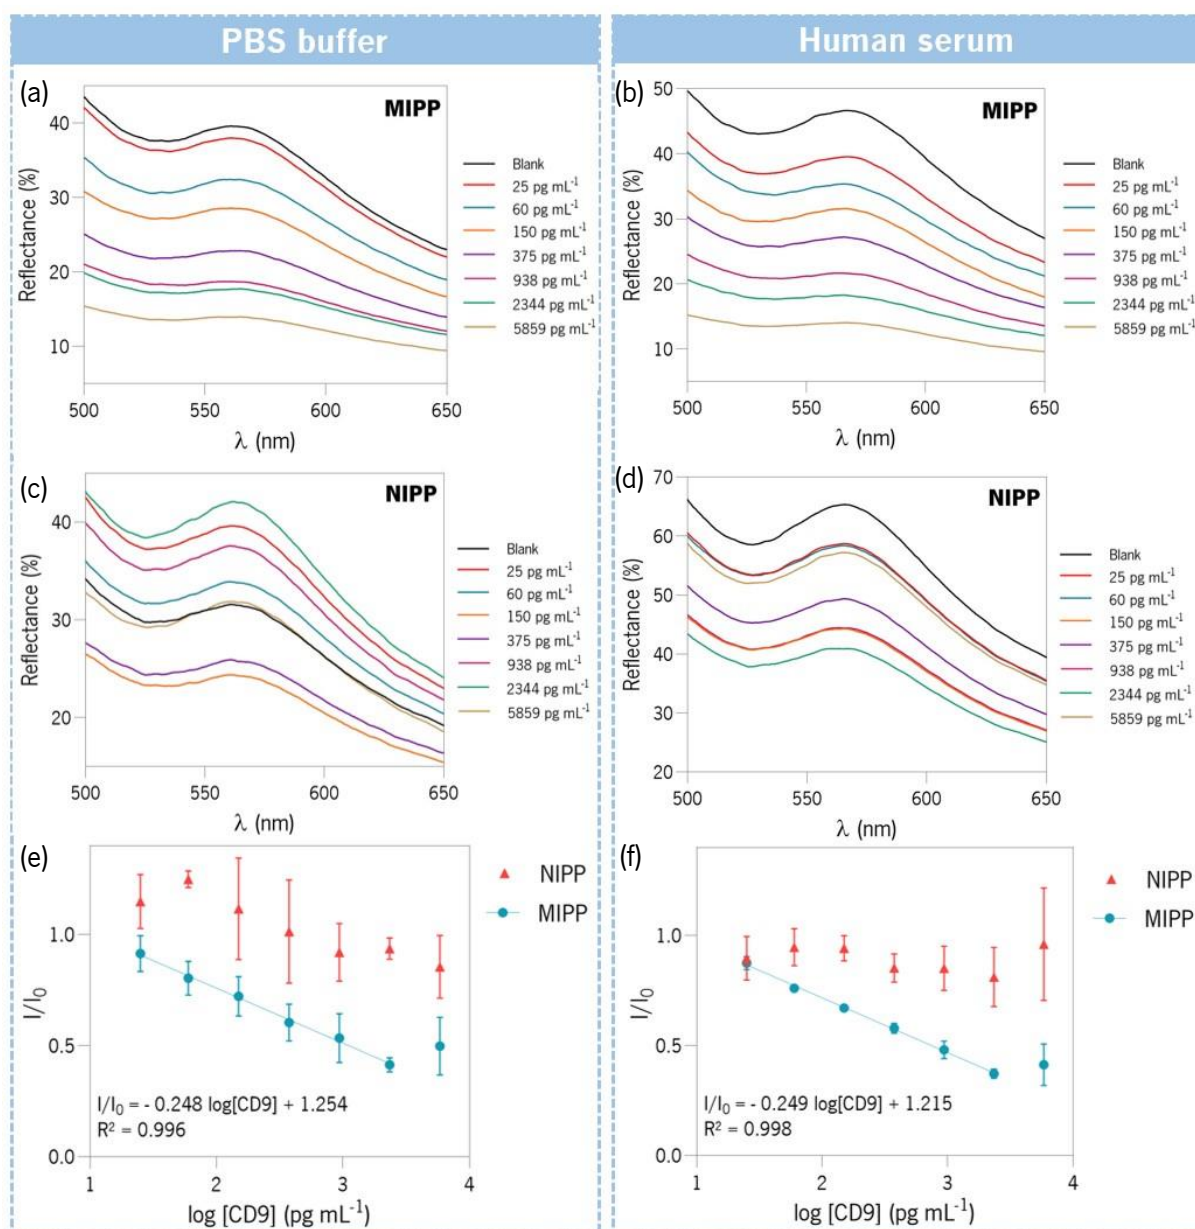 PBS buffer
Human serum
(a)
MIPP
Reflectance (%)
40
30
20
10
500
550
600
650
λ (nm)
Blank
25 pg mL⁻¹
60 pg mL⁻¹
150 pg mL⁻¹
375 pg mL⁻¹
938 pg mL⁻¹
2344 pg mL⁻¹
5859 pg mL⁻¹
(b)
MIPP
Reflectance (%)
50
40
30
20
10
500
550
600
650
λ (nm)
Blank
25 pg mL⁻¹
60 pg mL⁻¹
150 pg mL⁻¹
375 pg mL⁻¹
938 pg mL⁻¹
2344 pg mL⁻¹
5859 pg mL⁻¹
(c)
NIPP
Reflectance (%)
40
30
20
500
550
600
650
λ (nm)
Blank
25 pg mL⁻¹
60 pg mL⁻¹
150 pg mL⁻¹
375 pg mL⁻¹
938 pg mL⁻¹
2344 pg mL⁻¹
5859 pg mL⁻¹
(d)
NIPP
Reflectance (%)
70
60
50
40
30
20
500
550
600
650
λ (nm)
Blank
25 pg mL⁻¹
60 pg mL⁻¹
150 pg mL⁻¹
375 pg mL⁻¹
938 pg mL⁻¹
2344 pg mL⁻¹
5859 pg mL⁻¹
(e)
NIPP
MIPP
I/I₀
1.0
0.5
0.0
I/I₀ = - 0.248 log[CD9] + 1.254
R² = 0.996
1
2
3
4
log [CD9] (pg mL⁻¹)
(f)
NIPP
MIPP
I/I₀
1.0
0.5
0.0
I/I₀ = - 0.249 log[CD9] + 1.215
R² = 0.998
1
2
3
4
log [CD9] (pg mL⁻¹)